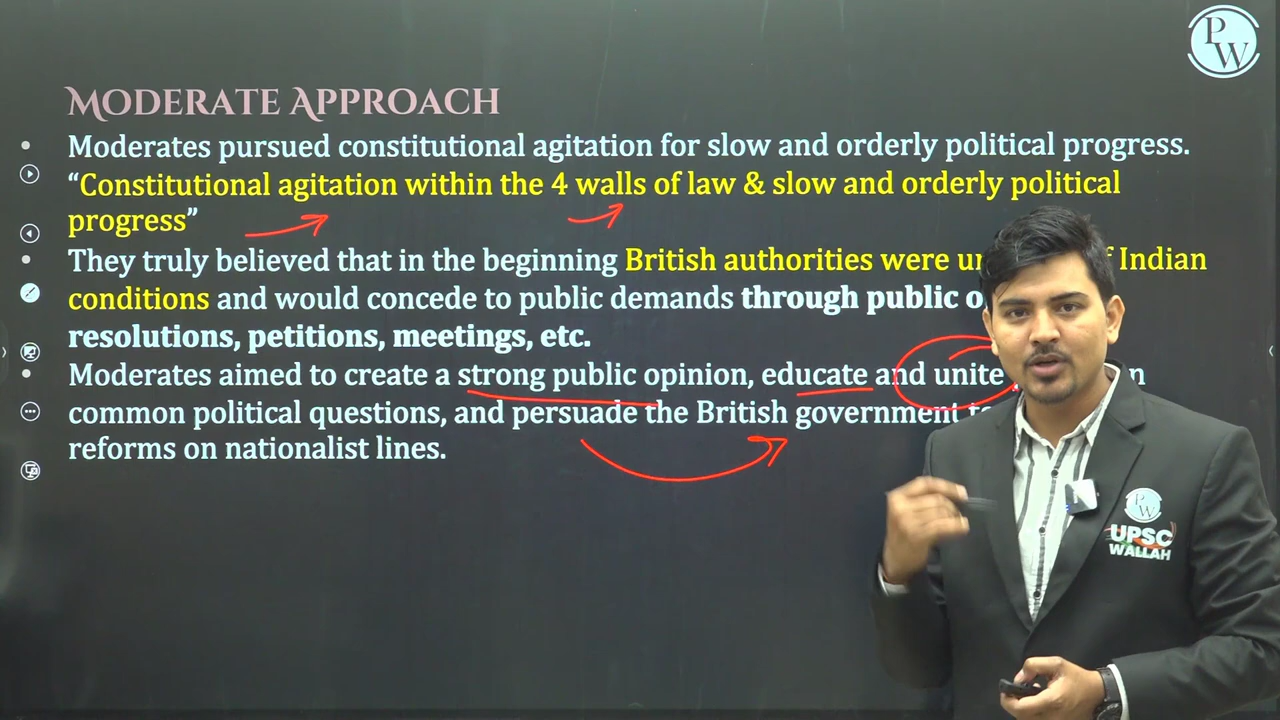 PW
MODERATE APPROACH
• Moderates pursued constitutional agitation for slow and orderly political progress.
“Constitutional agitation within the 4 walls of law & slow and orderly political
progress”
• They truly believed that in the beginning British authorities were Indian
conditions and would concede to public demands through public
resolutions, petitions, meetings, etc.
• Moderates aimed to create a strong public opinion, educate and unite
common political questions, and persuade the British government
reforms on nationalist lines.
PW
UPSC
WALLAH